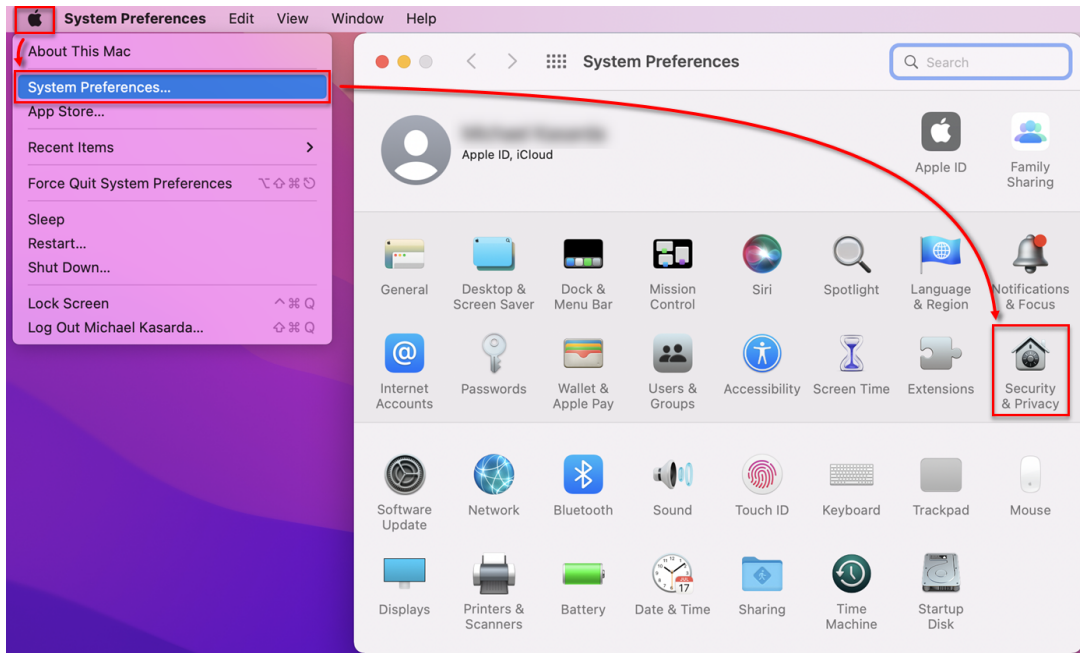 System Preferences Edit View Window Help
About This Mac
System Preferences...
App Store...
Recent Items
Force Quit System Preferences ⌥⇧⌘⎋
Sleep
Restart...
Shut Down...
Lock Screen ^⌘Q
Log Out Michael Kasarda... ⇧⌘Q
System Preferences
Search
Apple ID, iCloud
Apple ID
Family
Sharing
General
Desktop &
Screen Saver
Dock &
Menu Bar
Mission
Control
Siri
Spotlight
Language
& Region
Notifications
& Focus
Internet
Accounts
Passwords
Wallet &
Apple Pay
Users &
Groups
Accessibility
Screen Time
Extensions
Security
& Privacy
Software
Update
Network
Bluetooth
Sound
Touch ID
Keyboard
Trackpad
Mouse
Displays
Printers &
Scanners
Battery
17
Date & Time
Sharing
Time
Machine
Startup
Disk